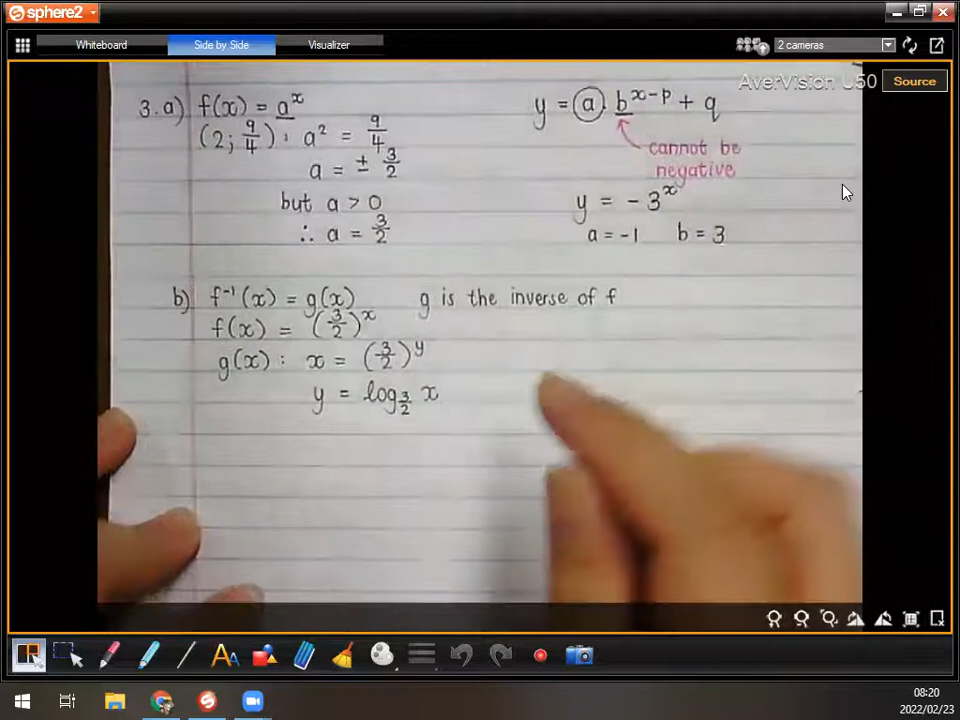 sphere2
Whiteboard
Side by Side
Visualizer
2 cameras
AverVision U50
Source
3. a) f(x) = a^x
(2; 9/4) : a² = 9/4
a = ± 3/2
but a > 0
∴ a = 3/2
y = a . b^(x-p) + q
cannot be
negative
y = - 3^x
a = -1 b = 3
b) f⁻¹(x) = g(x) g is the inverse of f
f(x) = (3/2)^x
g(x) : x = (3/2)^y
y = log_(3/2) x
08:20
2022/02/23